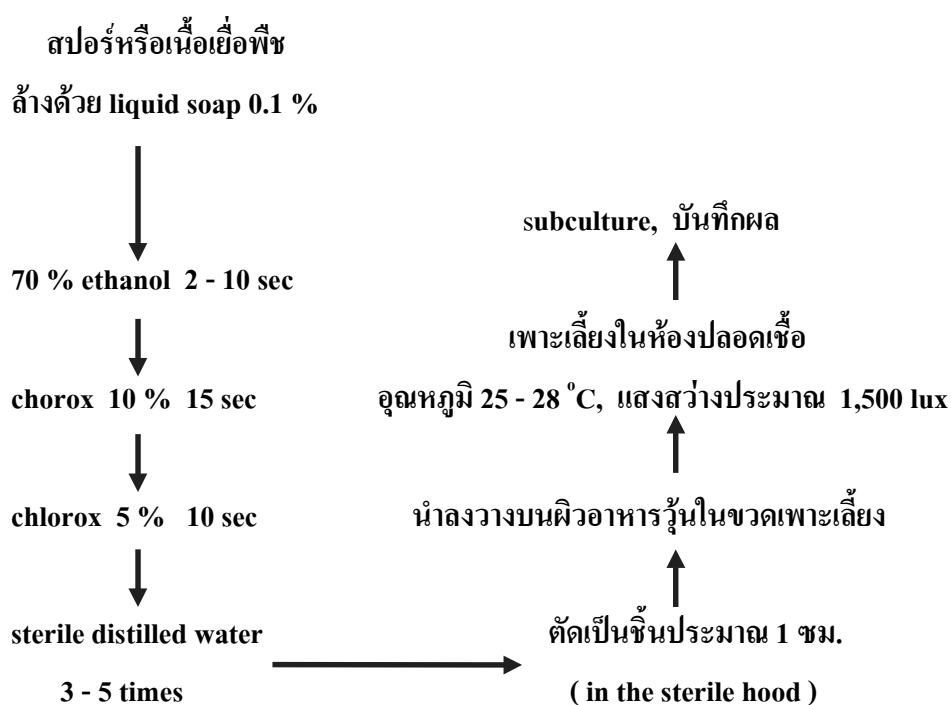 สปอร์หรือเนื้อเยื่อพืช
ล้างด้วย liquid soap 0.1 %
70 % ethanol 2 - 10 sec
chorox 10 % 15 sec
chlorox 5 % 10 sec
sterile distilled water
3 - 5 times
ตัดเป็นชิ้นประมาณ 1 ซม.
( in the sterile hood )
นำลงวางบนผิวอาหารวุ้นในขวดเพาะเลี้ยง
เพาะเลี้ยงในห้องปลอดเชื้อ
อุณหภูมิ 25 - 28 °C, แสงสว่างประมาณ 1,500 lux
subculture, บันทึกผล